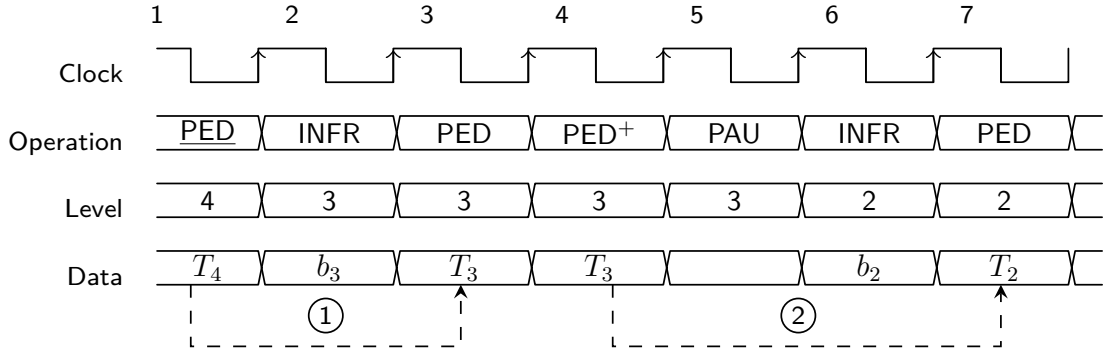 1 2 3 4 5 6 7
Clock
Operation PED INFR PED PED⁺ PAU INFR PED
Level 4 3 3 3 3 2 2
Data T₄ b₃ T₃ T₃ b₂ T₂
1 2